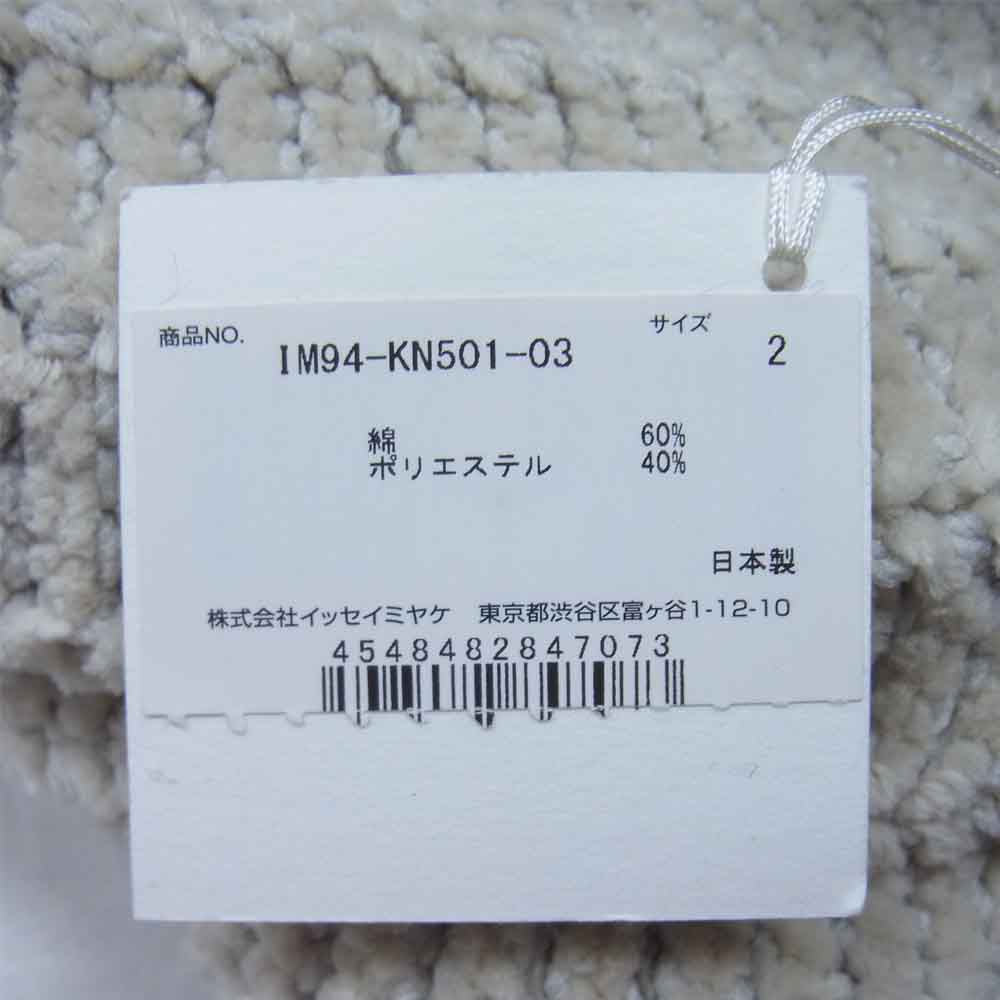 商品NO. IM94-KN501-03 サイズ 2
綿 60%
ポリエステル 40%
日本製
株式会社イッセイミヤケ 東京都渋谷区富ヶ谷1-12-10
4548482847073